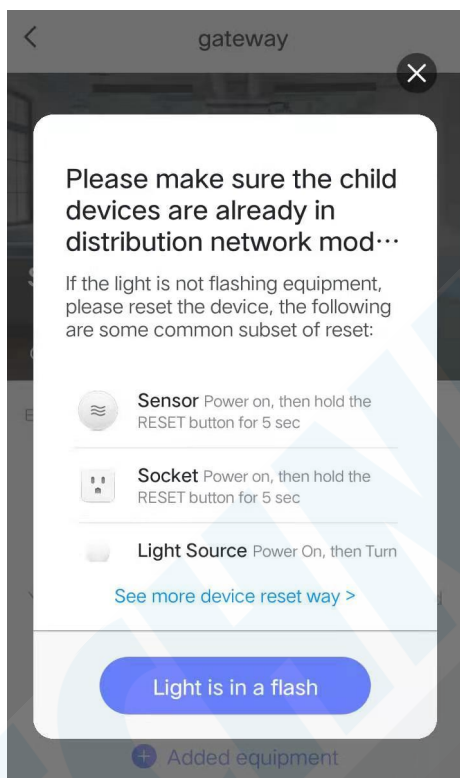 gateway
Please make sure the child
devices are already in
distribution network mod···
If the light is not flashing equipment,
please reset the device, the following
are some common subset of reset:
Sensor Power on, then hold the
RESET button for 5 sec
Socket Power on, then hold the
RESET button for 5 sec
Light Source Power On, then Turn
See more device reset way >
Light is in a flash
Added equipment